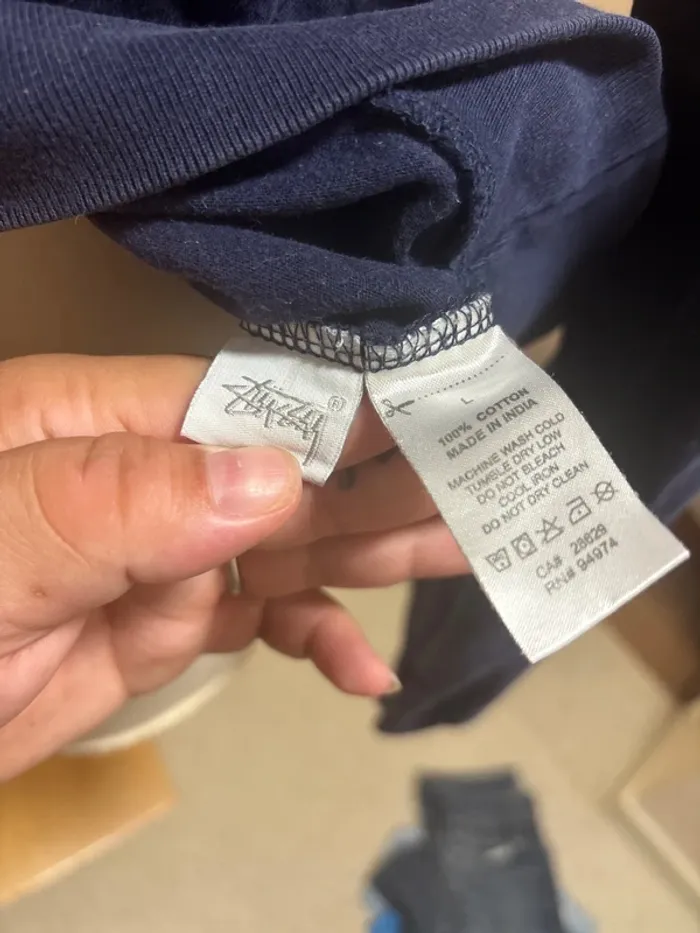 Stüssy ®
L
100% COTTON
MADE IN INDIA
MACHINE WASH COLD
TUMBLE DRY LOW
DO NOT BLEACH
COOL IRON
DO NOT DRY CLEAN
CA# 28829
RN# 94974